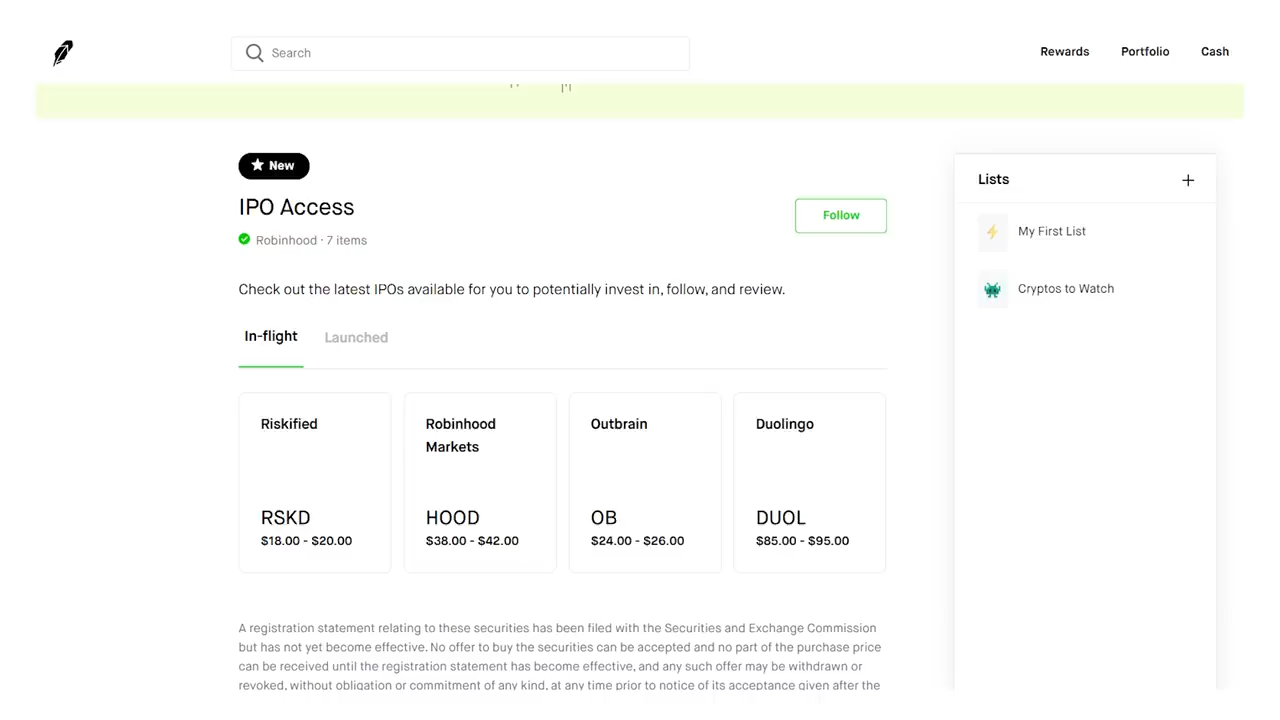 Search
Rewards
Portfolio
Cash
New
IPO Access
Follow
Robinhood · 7 items
Check out the latest IPOs available for you to potentially invest in, follow, and review.
In-flight
Launched
Riskified
RSKD
$18.00 - $20.00
Robinhood
Markets
HOOD
$38.00 - $42.00
Outbrain
OB
$24.00 - $26.00
Duolingo
DUOL
$85.00 - $95.00
A registration statement relating to these securities has been filed with the Securities and Exchange Commission
but has not yet become effective. No offer to buy the securities can be accepted and no part of the purchase price
can be received until the registration statement has become effective, and any such offer may be withdrawn or
revoked, without obligation or commitment of any kind, at any time prior to notice of its acceptance given after the
Lists
My First List
Cryptos to Watch